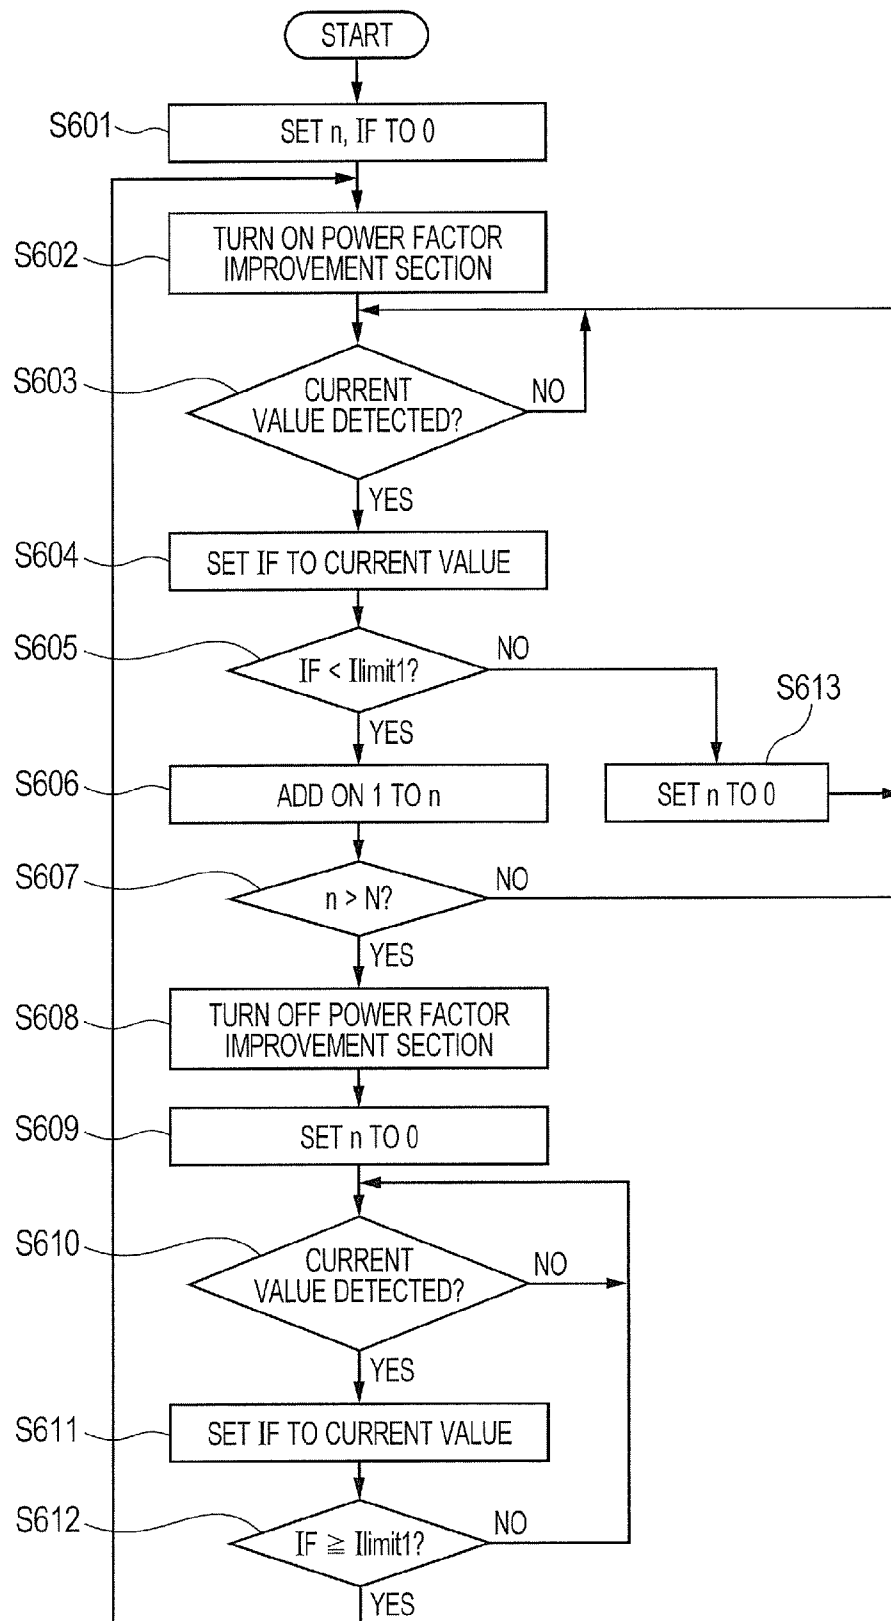 START
S601
SET n, IF TO 0
S602
TURN ON POWER FACTOR
IMPROVEMENT SECTION
S603
CURRENT
VALUE DETECTED?
NO
YES
S604
SET IF TO CURRENT VALUE
S605
IF < Ilimit1?
NO
YES
S613
SET n TO 0
S606
ADD ON 1 TO n
S607
n > N?
NO
YES
S608
TURN OFF POWER FACTOR
IMPROVEMENT SECTION
S609
SET n TO 0
S610
CURRENT
VALUE DETECTED?
NO
YES
S611
SET IF TO CURRENT VALUE
S612
IF ≧ Ilimit1?
NO
YES